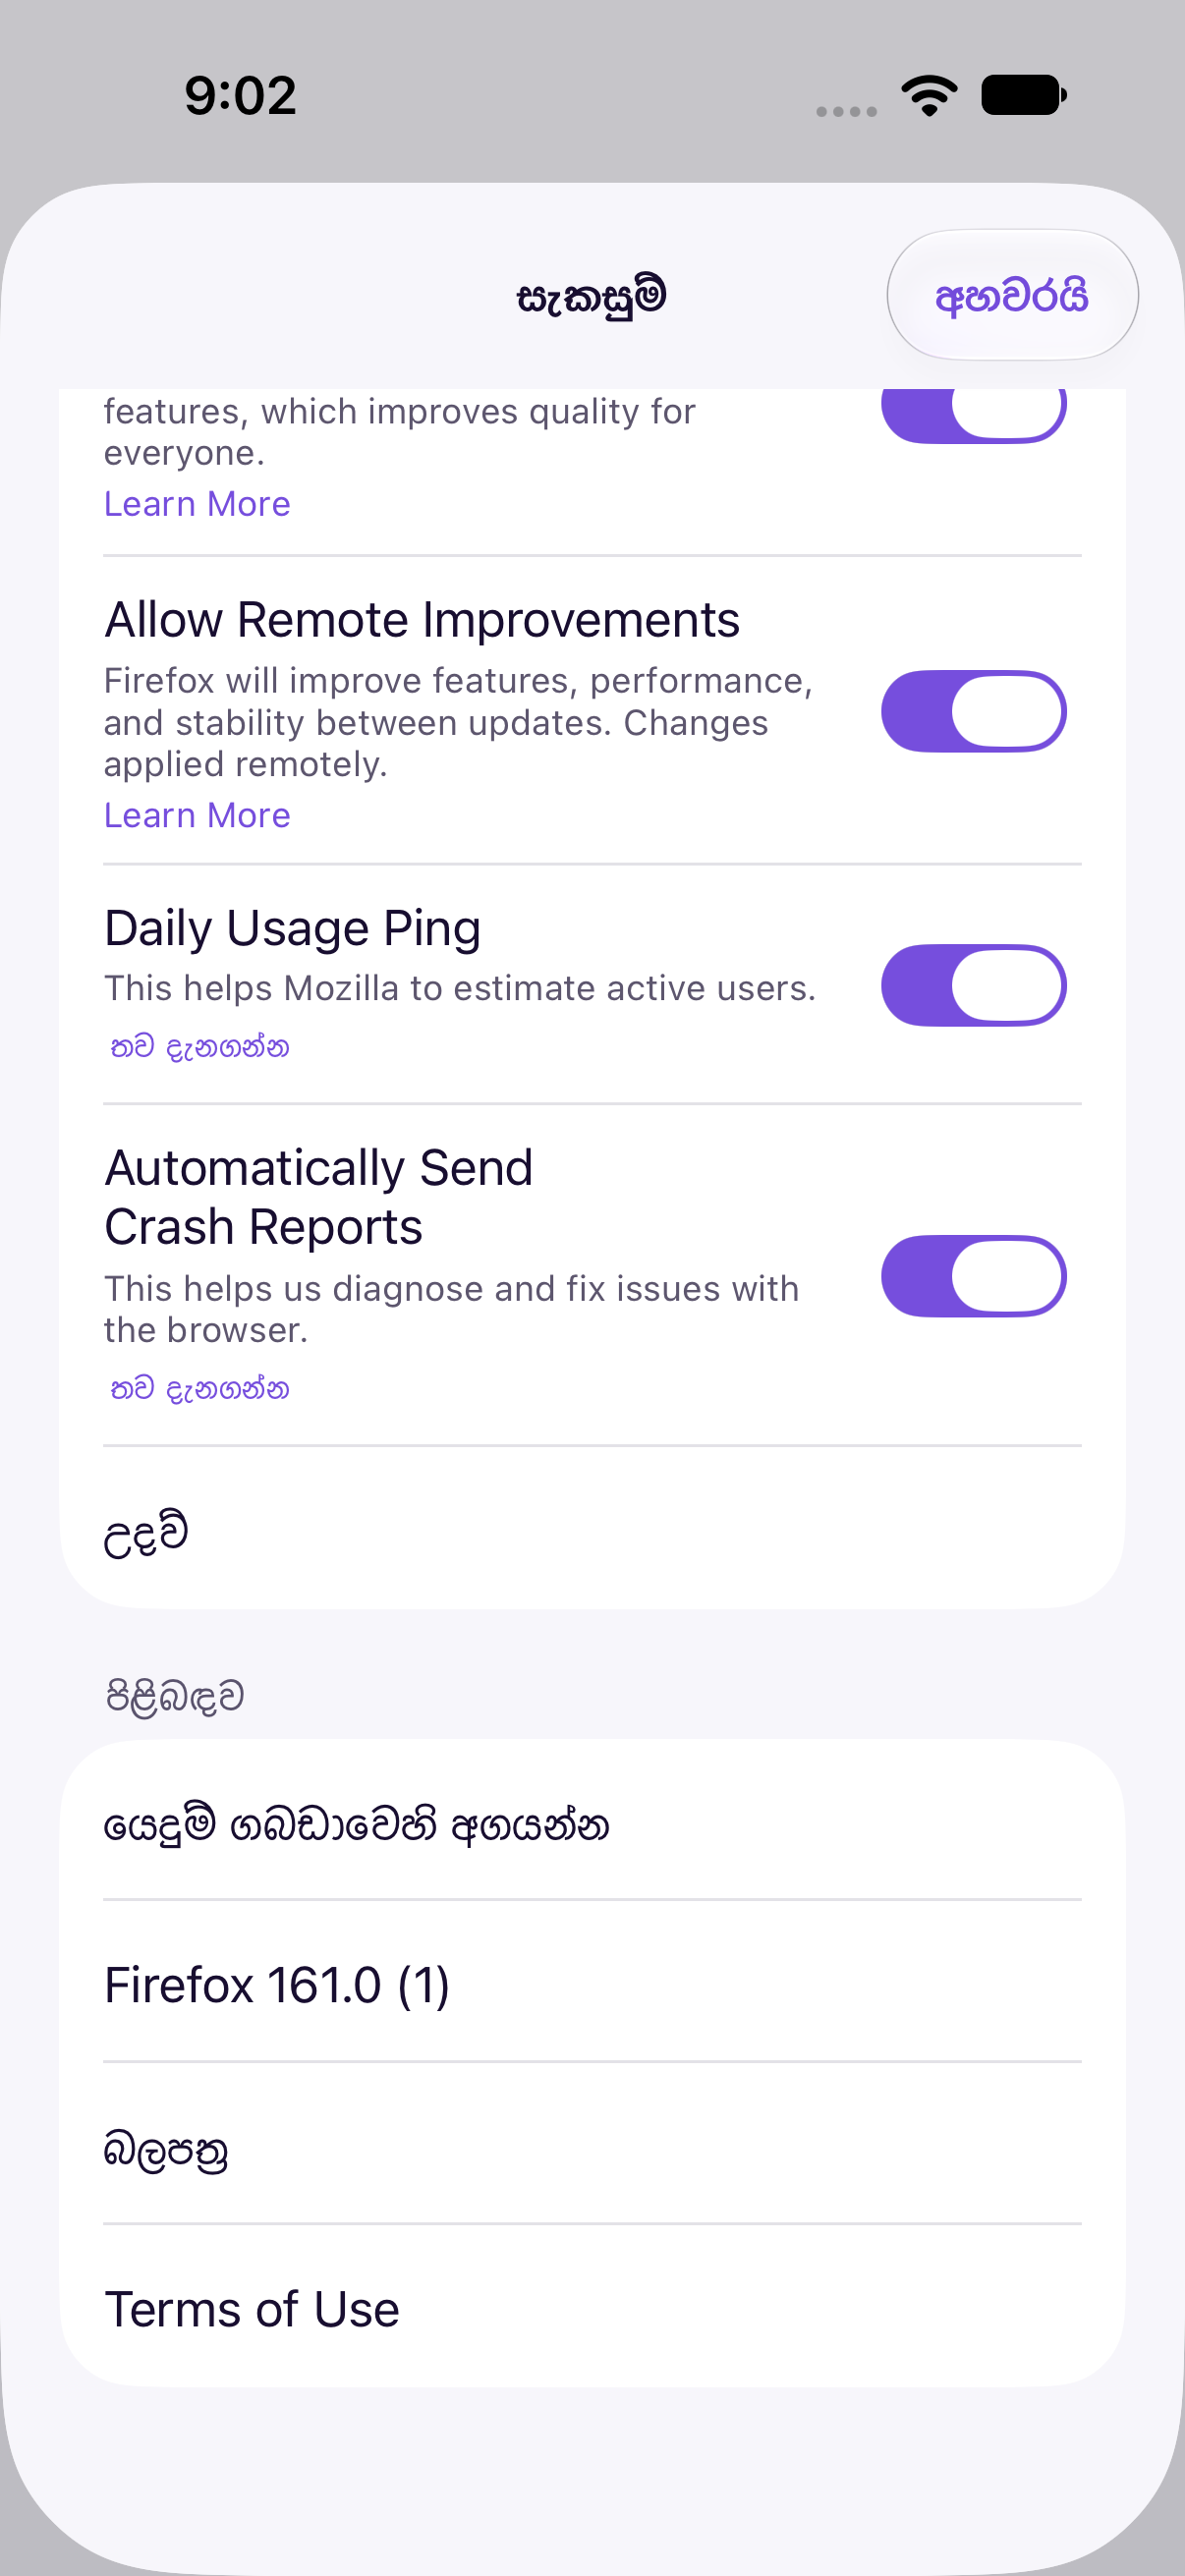 9:02
සැකසුම්
අහවරයි
features, which improves quality for
everyone.
Learn More
Allow Remote Improvements
Firefox will improve features, performance,
and stability between updates. Changes
applied remotely.
Learn More
Daily Usage Ping
This helps Mozilla to estimate active users.
තව දැනගන්න
Automatically Send
Crash Reports
This helps us diagnose and fix issues with
the browser.
තව දැනගන්න
උදව්
පිළිබඳව
යෙදුම් ගබඩාවෙහි අගයන්න
Firefox 161.0 (1)
බලපත්‍ර
Terms of Use